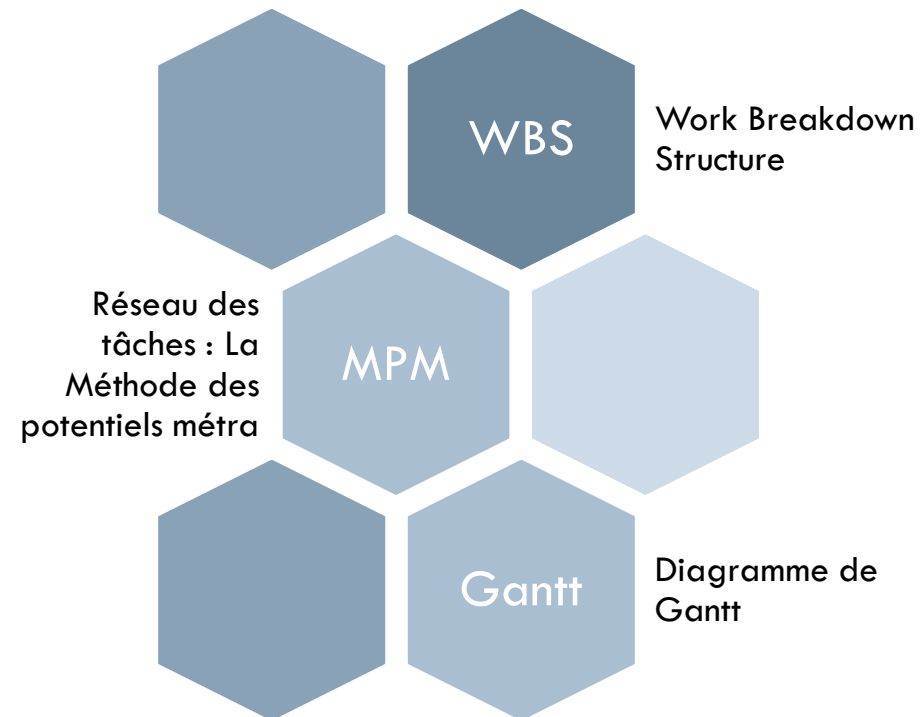 WBS
Work Breakdown
Structure
Réseau des
tâches : La
Méthode des
potentiels métra
MPM
Gantt
Diagramme de
Gantt